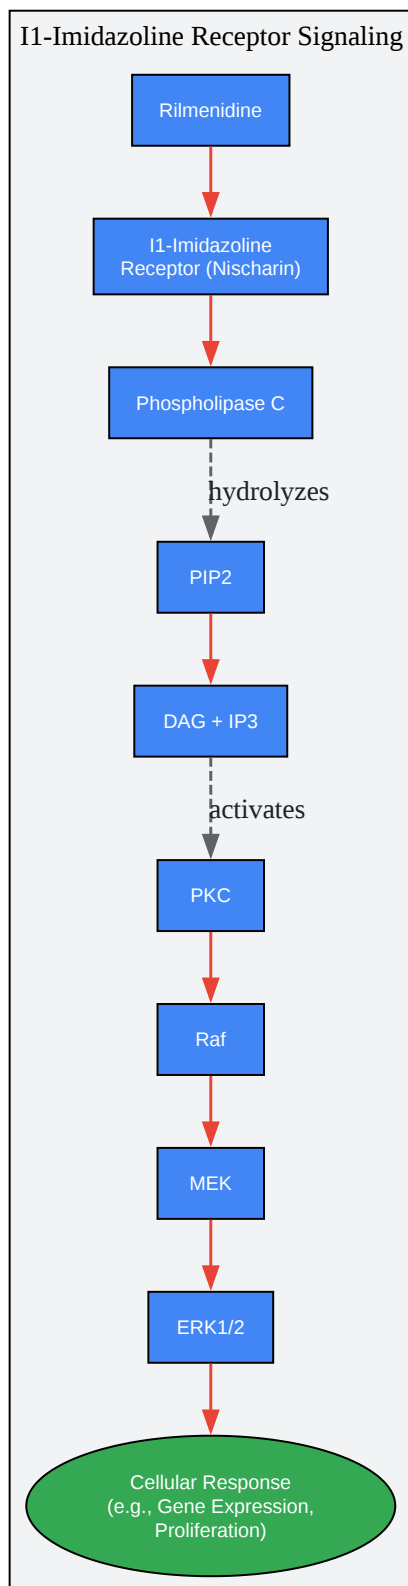 I1-Imidazoline Receptor Signaling
Rilmenidine
I1-Imidazoline
Receptor (Nischarin)
Phospholipase C
hydrolyzes
PIP2
DAG + IP3
activates
PKC
Raf
MEK
ERK1/2
Cellular Response
(e.g., Gene Expression,
Proliferation)